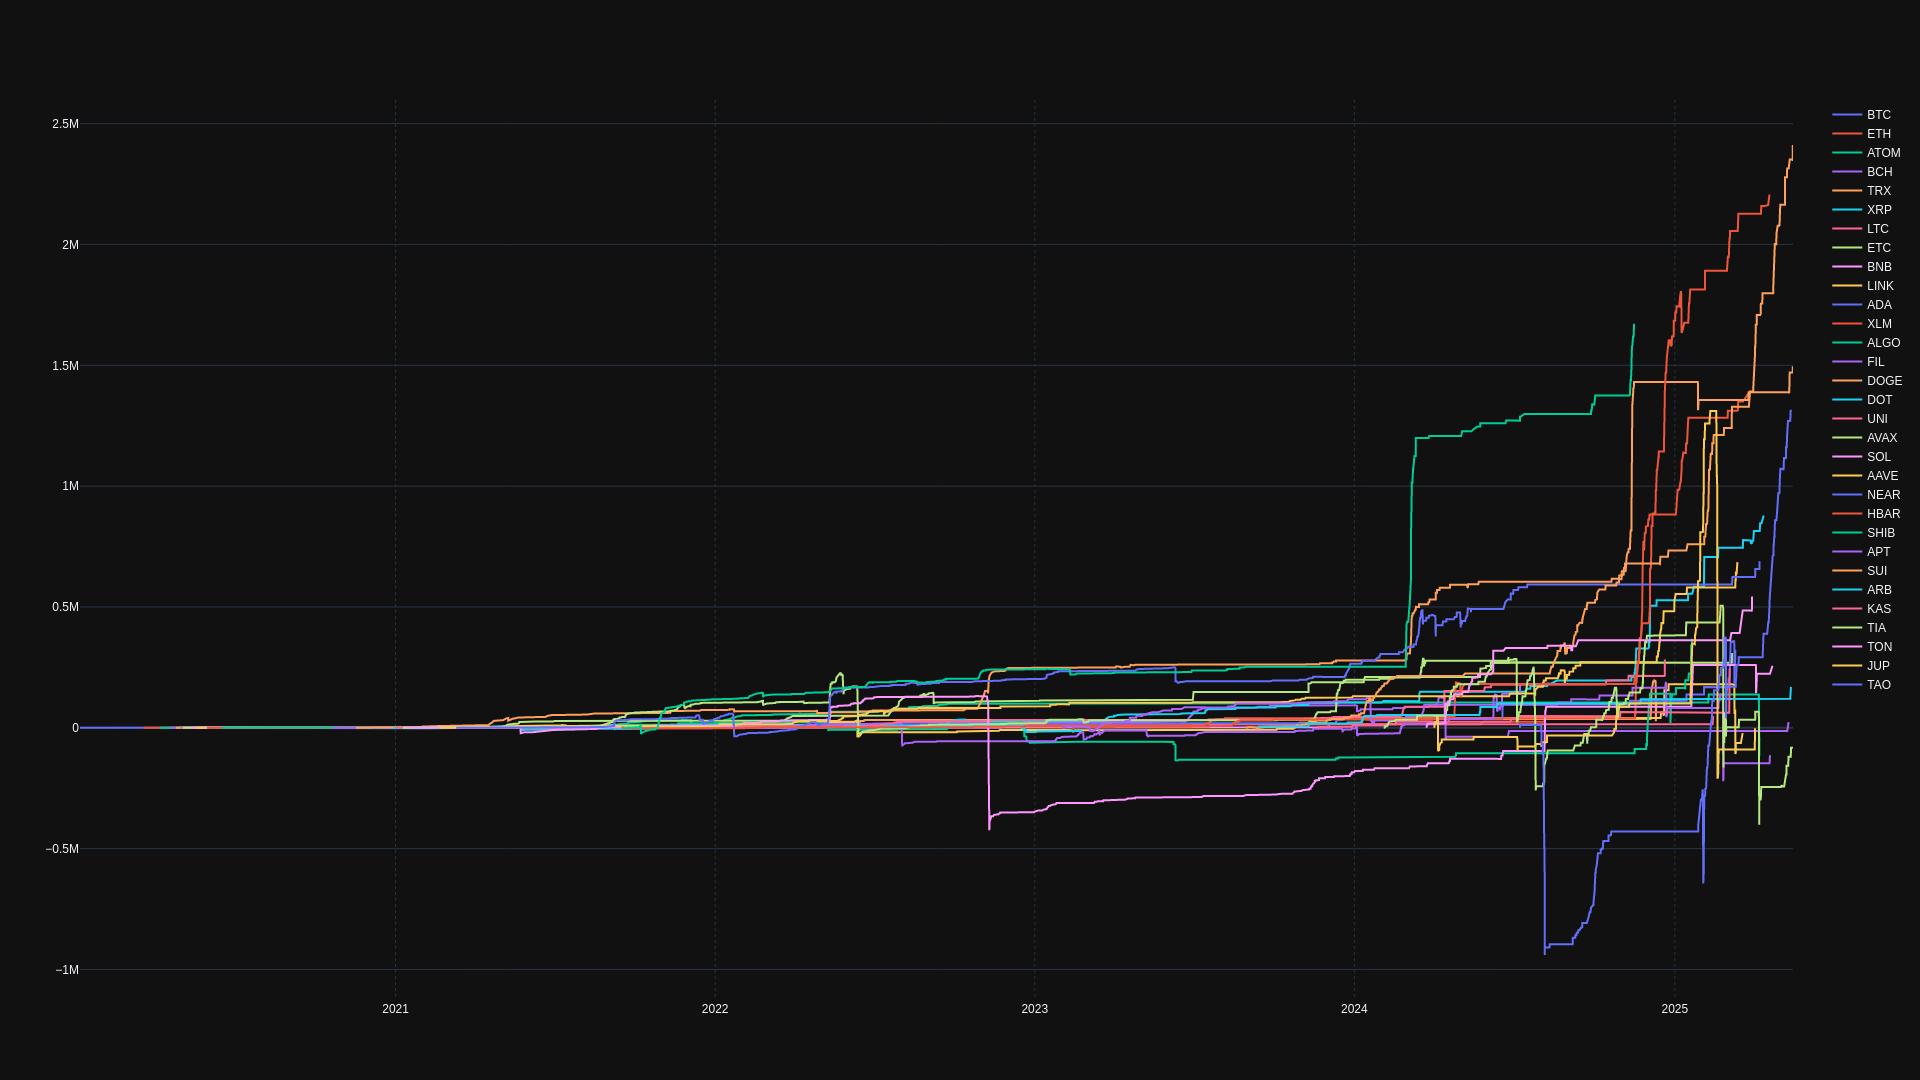 2.5M
2M
1.5M
1M
0.5M
0
−0.5M
−1M
2021
2022
2023
2024
2025
BTC
ETH
ATOM
BCH
TRX
XRP
LTC
ETC
BNB
LINK
ADA
XLM
ALGO
FIL
DOGE
DOT
UNI
AVAX
SOL
AAVE
NEAR
HBAR
SHIB
APT
SUI
ARB
KAS
TIA
TON
JUP
TAO